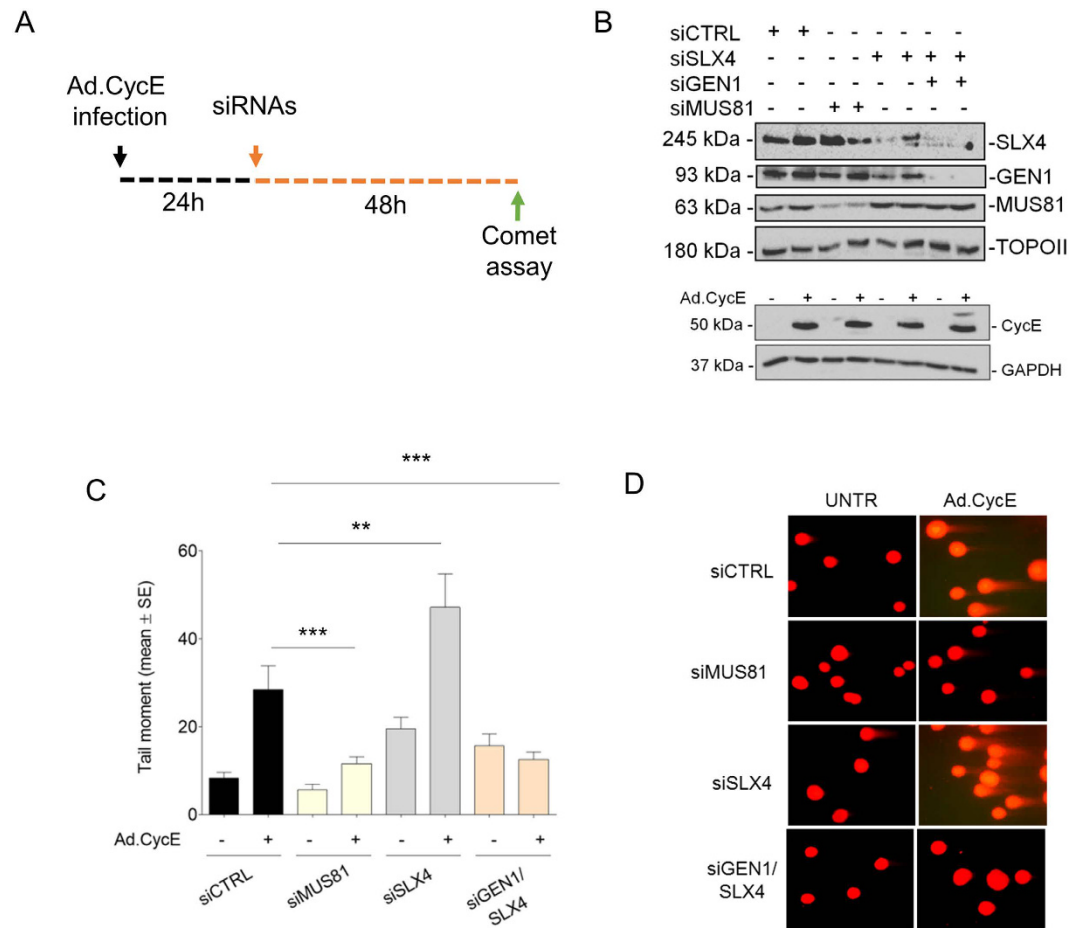 A
Ad.CycE
infection
siRNAs
24h
48h
Comet
assay
B
siCTRL + + - - - - - -
siSLX4 - - - - + + + +
siGEN1 - - - - - - + +
siMUS81 - - + + - - - -
245 kDa - -SLX4
93 kDa - -GEN1
63 kDa - -MUS81
180 kDa - -TOPOII
Ad.CycE - + - + - + - +
50 kDa - - CycE
37 kDa - - GAPDH
C
***
**
***
Tail moment (mean ± SE)
60
40
20
0
Ad.CycE - + - + - + - +
siCTRL
siMUS81
siSLX4
siGEN1/
SLX4
D
UNTR Ad.CycE
siCTRL
siMUS81
siSLX4
siGEN1/
SLX4